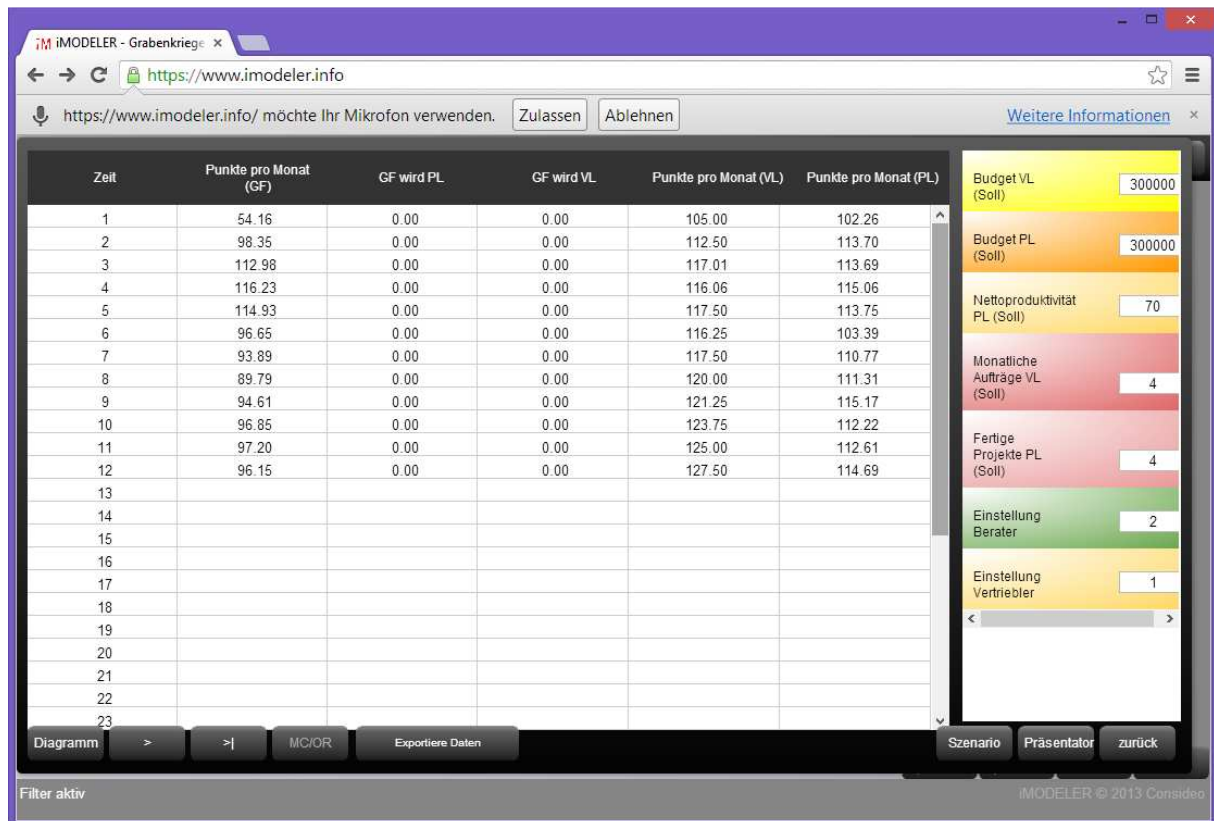 iMODELER - Grabenkriege
https://www.imodeler.info
https://www.imodeler.info/ möchte Ihr Mikrofon verwenden. Zulassen Ablehnen Weitere Informationen
Zeit Punkte pro Monat (GF) GF wird PL GF wird VL Punkte pro Monat (VL) Punkte pro Monat (PL)
1 54.16 0.00 0.00 105.00 102.26
2 98.35 0.00 0.00 112.50 113.70
3 112.98 0.00 0.00 117.01 113.69
4 116.23 0.00 0.00 116.06 115.06
5 114.93 0.00 0.00 117.50 113.75
6 96.65 0.00 0.00 116.25 103.39
7 93.89 0.00 0.00 117.50 110.77
8 89.79 0.00 0.00 120.00 111.31
9 94.61 0.00 0.00 121.25 115.17
10 96.85 0.00 0.00 123.75 112.22
11 97.20 0.00 0.00 125.00 112.61
12 96.15 0.00 0.00 127.50 114.69
13
14
15
16
17
18
19
20
21
22
23
Budget VL
(Soll) 300000
Budget PL
(Soll) 300000
Nettoproduktivität
PL (Soll) 70
Monatliche
Aufträge VL
(Soll) 4
Fertige
Projekte PL
(Soll) 4
Einstellung
Berater 2
Einstellung
Vertriebler 1
Diagramm > >| MC/OR Exportiere Daten Szenario Präsentator zurück
Filter aktiv iMODELER © 2013 Consideo